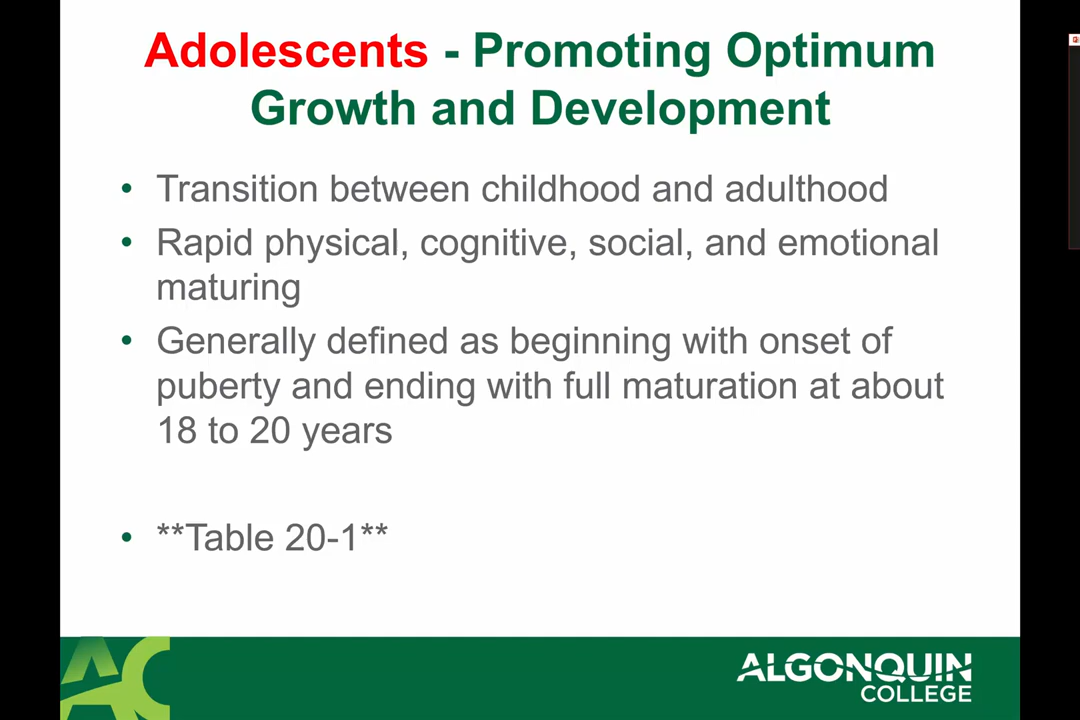 Adolescents - Promoting Optimum
Growth and Development
• Transition between childhood and adulthood
• Rapid physical, cognitive, social, and emotional
maturing
• Generally defined as beginning with onset of
puberty and ending with full maturation at about
18 to 20 years
• **Table 20-1**
AC
ALGONQUIN
COLLEGE